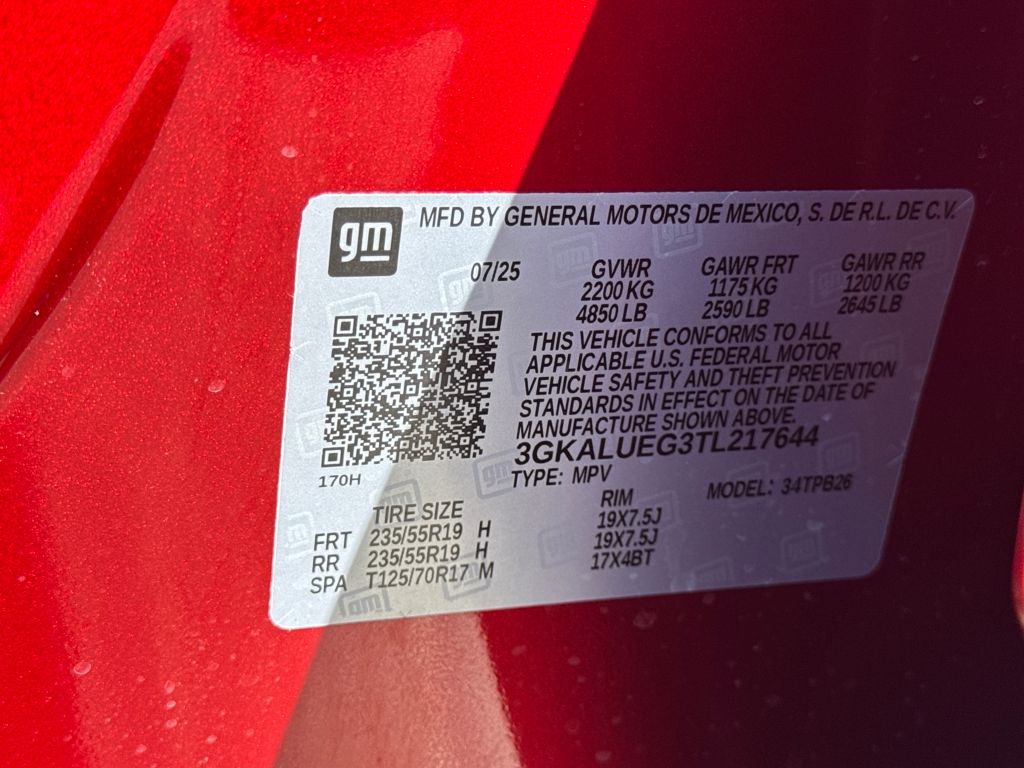 gm MFD BY GENERAL MOTORS DE MEXICO, S. DE R.L. DE C.V.
07/25 GVWR GAWR FRT GAWR RR
2200 KG 1175 KG 1200 KG
4850 LB 2590 LB 2645 LB
THIS VEHICLE CONFORMS TO ALL
APPLICABLE U.S. FEDERAL MOTOR
VEHICLE SAFETY AND THEFT PREVENTION
STANDARDS IN EFFECT ON THE DATE OF
MANUFACTURE SHOWN ABOVE.
3GKALUEG3TL217644
170H TYPE: MPV MODEL: 34TPB26
TIRE SIZE RIM
FRT 235/55R19 H 19X7.5J
RR 235/55R19 H 19X7.5J
SPA T125/70R17 M 17X4BT